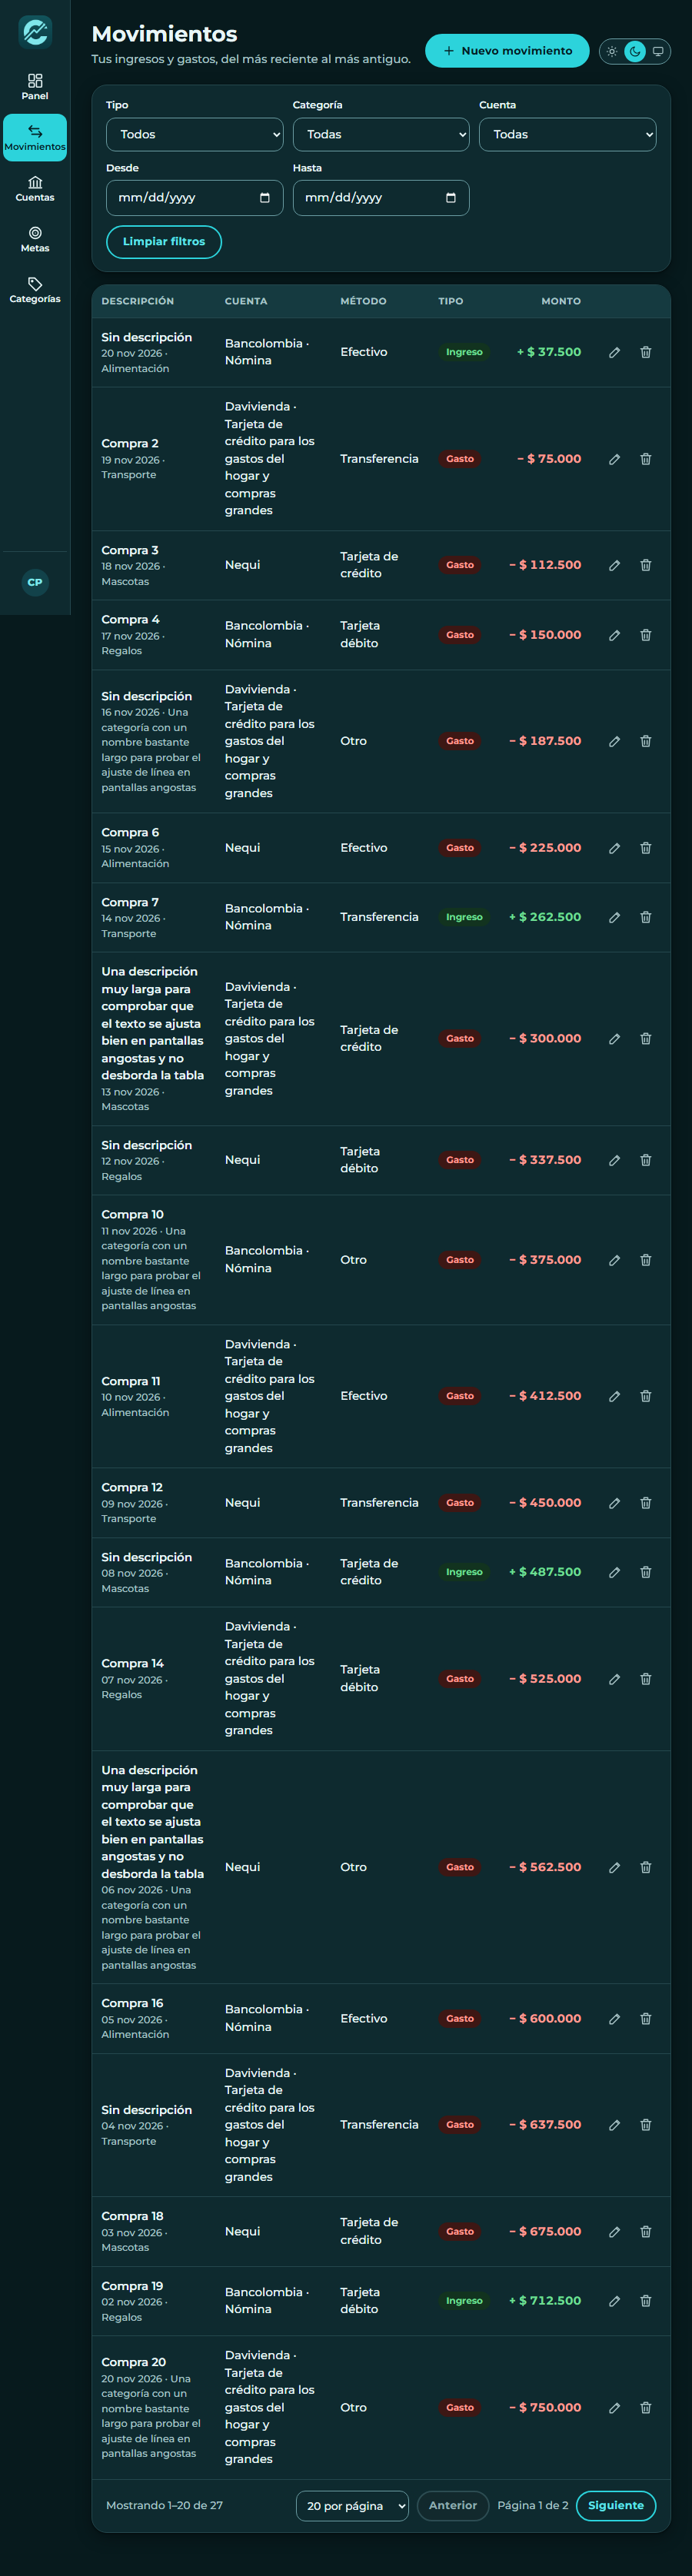 Movimientos
Tus ingresos y gastos, del más reciente al más antiguo.
+ Nuevo movimiento
Panel
Movimientos
Cuentas
Metas
Categorías
CP
Tipo
Categoría
Cuenta
Todos
Todas
Todas
Desde
Hasta
mm/dd/yyyy
mm/dd/yyyy
Limpiar filtros
DESCRIPCIÓN CUENTA MÉTODO TIPO MONTO
Sin descripción
20 nov 2026 ·
Alimentación
Bancolombia ·
Nómina
Efectivo
Ingreso
+ $ 37.500
Compra 2
19 nov 2026 ·
Transporte
Davivienda ·
Tarjeta de
crédito para los
gastos del
hogar y
compras
grandes
Transferencia
Gasto
− $ 75.000
Compra 3
18 nov 2026 ·
Mascotas
Nequi
Tarjeta de
crédito
Gasto
− $ 112.500
Compra 4
17 nov 2026 ·
Regalos
Bancolombia ·
Nómina
Tarjeta
débito
Gasto
− $ 150.000
Sin descripción
16 nov 2026 · Una
categoría con un
nombre bastante
largo para probar el
ajuste de línea en
pantallas angostas
Davivienda ·
Tarjeta de
crédito para los
gastos del
hogar y
compras
grandes
Otro
Gasto
− $ 187.500
Compra 6
15 nov 2026 ·
Alimentación
Nequi
Efectivo
Gasto
− $ 225.000
Compra 7
14 nov 2026 ·
Transporte
Bancolombia ·
Nómina
Transferencia
Ingreso
+ $ 262.500
Una descripción
muy larga para
comprobar que
el texto se ajusta
bien en pantallas
angostas y no
desborda la tabla
13 nov 2026 ·
Mascotas
Davivienda ·
Tarjeta de
crédito para los
gastos del
hogar y
compras
grandes
Tarjeta de
crédito
Gasto
− $ 300.000
Sin descripción
12 nov 2026 ·
Regalos
Nequi
Tarjeta
débito
Gasto
− $ 337.500
Compra 10
11 nov 2026 · Una
categoría con un
nombre bastante
largo para probar el
ajuste de línea en
pantallas angostas
Bancolombia ·
Nómina
Otro
Gasto
− $ 375.000
Compra 11
10 nov 2026 ·
Alimentación
Davivienda ·
Tarjeta de
crédito para los
gastos del
hogar y
compras
grandes
Efectivo
Gasto
− $ 412.500
Compra 12
09 nov 2026 ·
Transporte
Nequi
Transferencia
Gasto
− $ 450.000
Sin descripción
08 nov 2026 ·
Mascotas
Bancolombia ·
Nómina
Tarjeta de
crédito
Ingreso
+ $ 487.500
Compra 14
07 nov 2026 ·
Regalos
Davivienda ·
Tarjeta de
crédito para los
gastos del
hogar y
compras
grandes
Tarjeta
débito
Gasto
− $ 525.000
Una descripción
muy larga para
comprobar que
el texto se ajusta
bien en pantallas
angostas y no
desborda la tabla
06 nov 2026 · Una
categoría con un
nombre bastante
largo para probar el
ajuste de línea en
pantallas angostas
Nequi
Otro
Gasto
− $ 562.500
Compra 16
05 nov 2026 ·
Alimentación
Bancolombia ·
Nómina
Efectivo
Gasto
− $ 600.000
Sin descripción
04 nov 2026 ·
Transporte
Davivienda ·
Tarjeta de
crédito para los
gastos del
hogar y
compras
grandes
Transferencia
Gasto
− $ 637.500
Compra 18
03 nov 2026 ·
Mascotas
Nequi
Tarjeta de
crédito
Gasto
− $ 675.000
Compra 19
02 nov 2026 ·
Regalos
Bancolombia ·
Nómina
Tarjeta
débito
Ingreso
+ $ 712.500
Compra 20
20 nov 2026 · Una
categoría con un
nombre bastante
largo para probar el
ajuste de línea en
pantallas angostas
Davivienda ·
Tarjeta de
crédito para los
gastos del
hogar y
compras
grandes
Otro
Gasto
− $ 750.000
Mostrando 1–20 de 27
20 por página
Anterior
Página 1 de 2
Siguiente